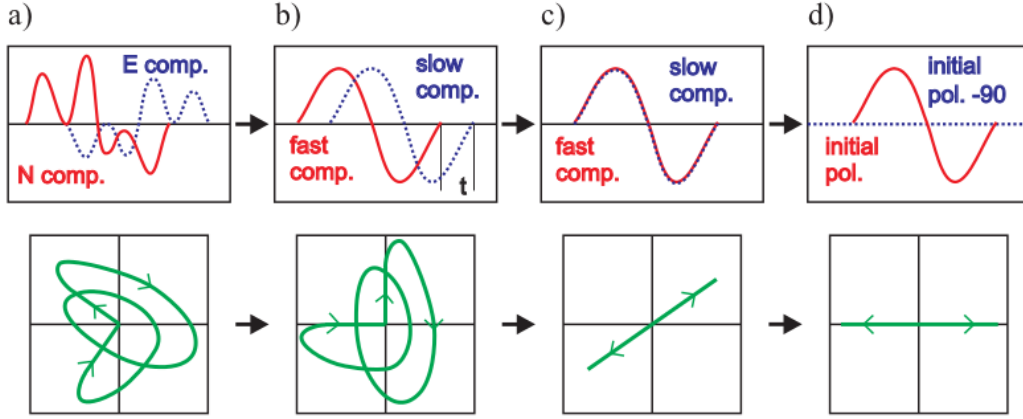 a)
b)
c)
d)
E comp.
N comp.
slow
comp.
fast
comp.
t
slow
comp.
fast
comp.
initial
pol. -90
initial
pol.